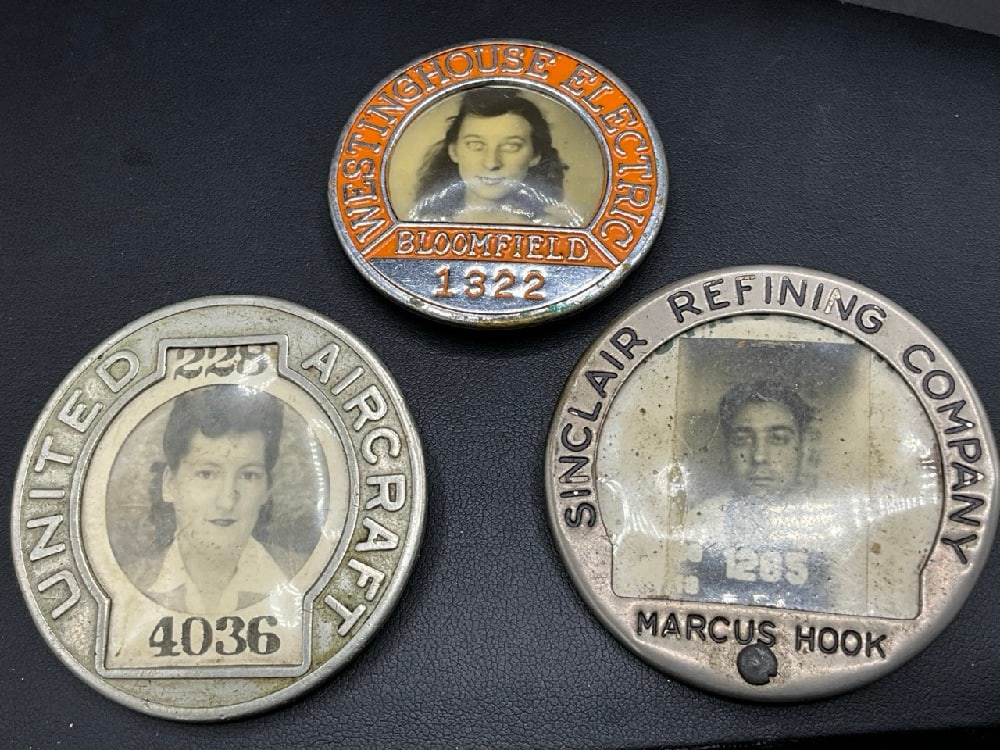 WESTINGHOUSE ELECTRIC
BLOOMFIELD
1322
UNITED AIRCRAFT
228
4036
SINCLAIR REFINING COMPANY
1285
MARCUS HOOK